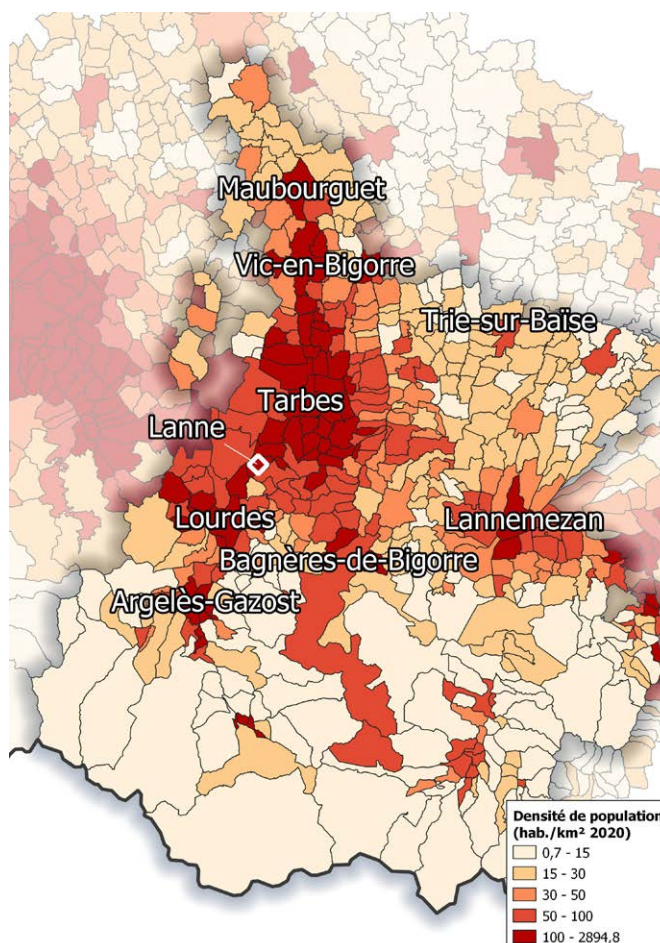 Maubourguet
Vic-en-Bigorre
Trie-sur-Baïse
Tarbes
Lanne
Lourdes
Lannemezan
Bagnères-de-Bigorre
Argelès-Gazost
Densité de population
(hab./km² 2020)
0,7 - 15
15 - 30
30 - 50
50 - 100
100 - 2894,8